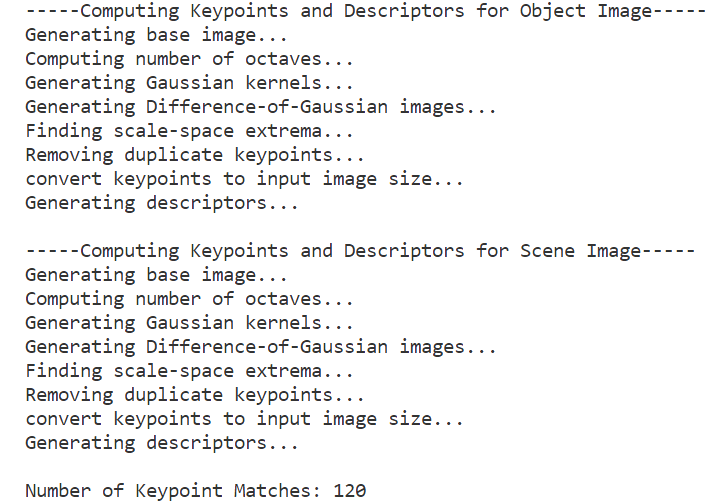 -----Computing Keypoints and Descriptors for Object Image-----
Generating base image...
Computing number of octaves...
Generating Gaussian kernels...
Generating Difference-of-Gaussian images...
Finding scale-space extrema...
Removing duplicate keypoints...
convert keypoints to input image size...
Generating descriptors...

-----Computing Keypoints and Descriptors for Scene Image-----
Generating base image...
Computing number of octaves...
Generating Gaussian kernels...
Generating Difference-of-Gaussian images...
Finding scale-space extrema...
Removing duplicate keypoints...
convert keypoints to input image size...
Generating descriptors...

Number of Keypoint Matches: 120